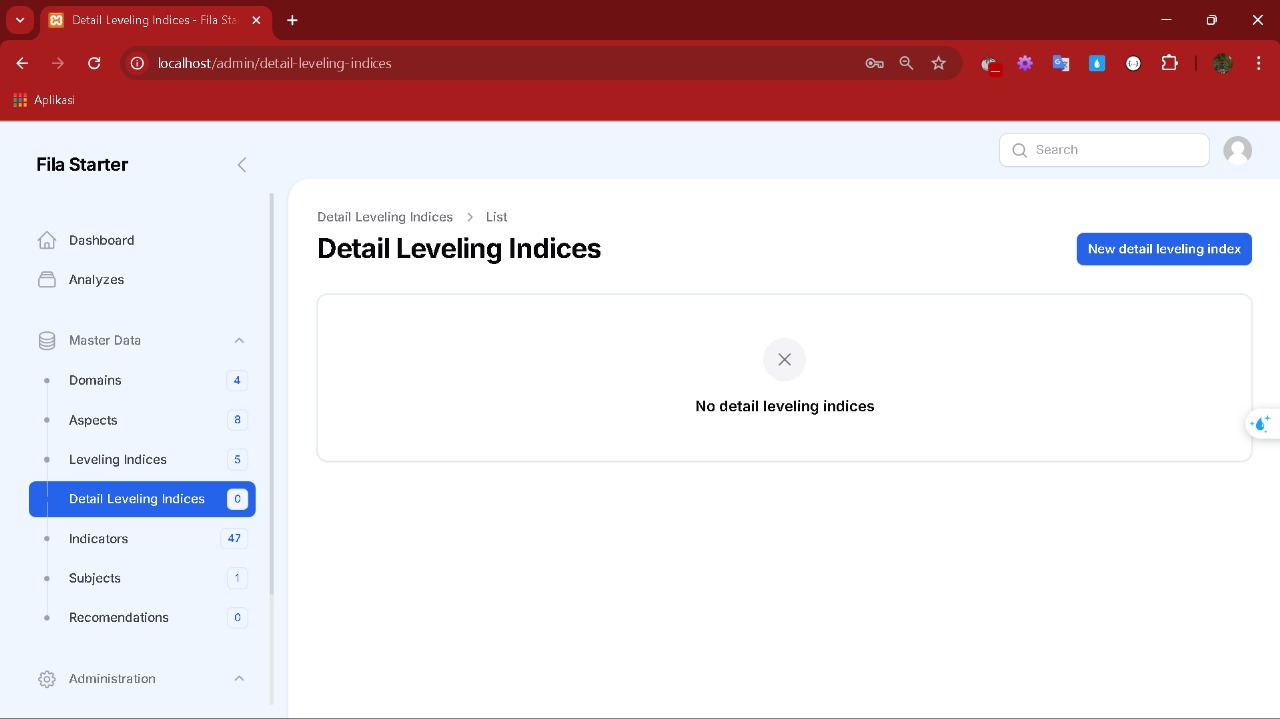 Detail Leveling Indices - Fila Sta
localhost/admin/detail-leveling-indices
Aplikasi
Fila Starter
Search
Dashboard
Analyzes
Master Data
Domains 4
Aspects 8
Leveling Indices 5
Detail Leveling Indices 0
Indicators 47
Subjects 1
Recomendations 0
Administration
Detail Leveling Indices > List
Detail Leveling Indices
New detail leveling index
No detail leveling indices